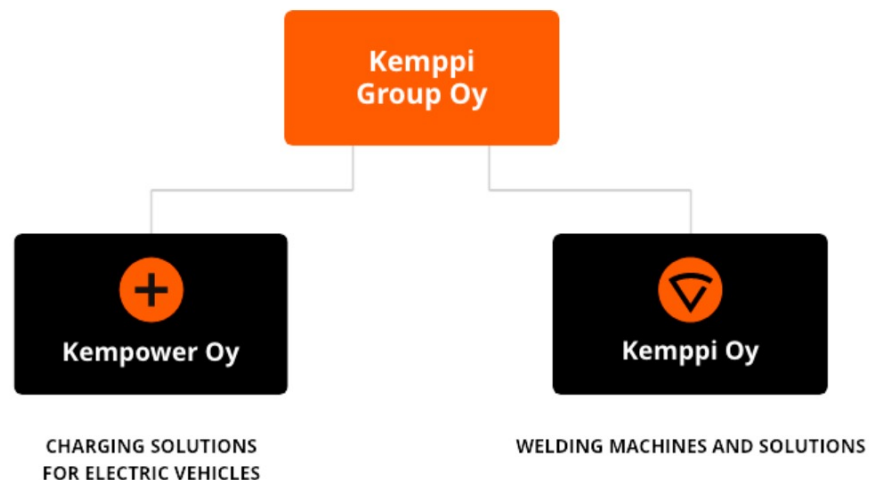 Kemppi
Group Oy
Kempower Oy
Kemppi Oy
CHARGING SOLUTIONS
FOR ELECTRIC VEHICLES
WELDING MACHINES AND SOLUTIONS